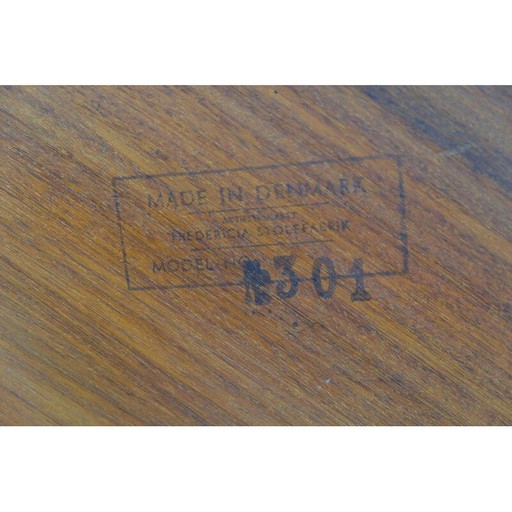 MADE IN DENMARK
FREDERICIA STOLEFABRIK
MODEL NO
301